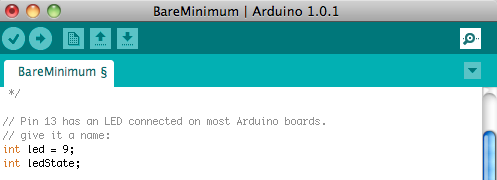 BareMinimum | Arduino 1.0.1
BareMinimum §
*/
// Pin 13 has an LED connected on most Arduino boards.
// give it a name:
int led = 9;
int ledState;